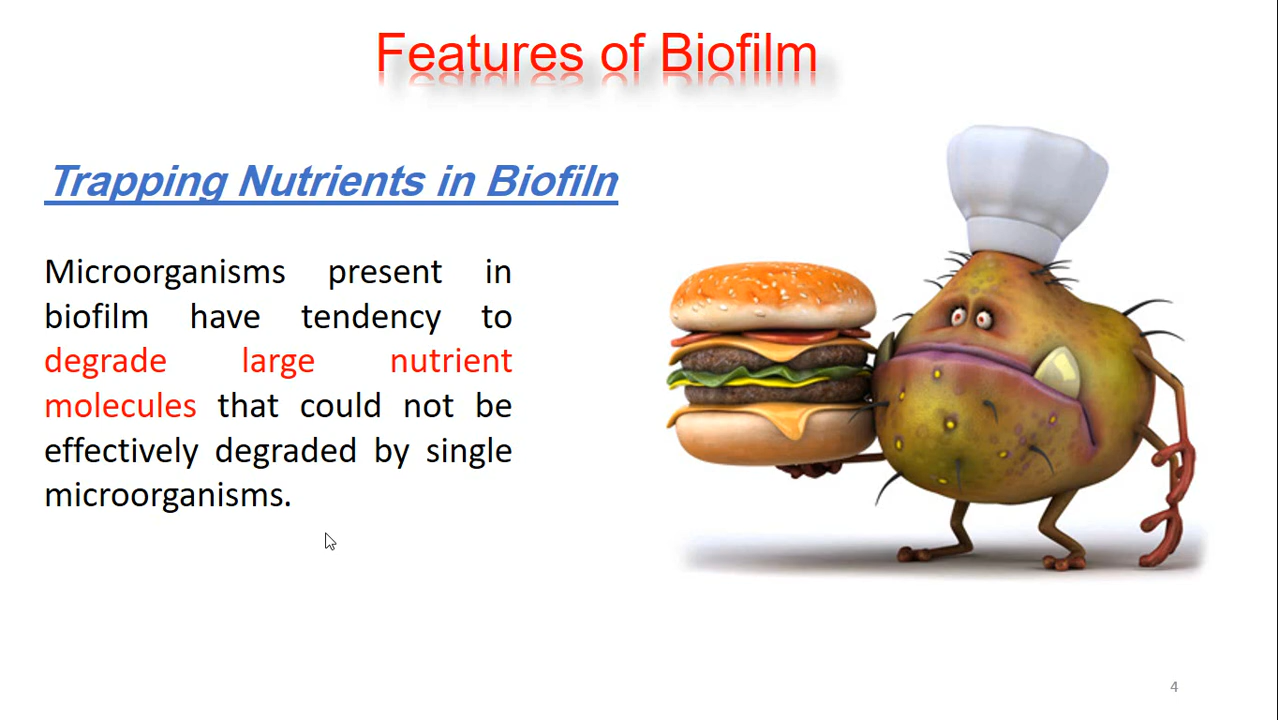 Features of Biofilm
Trapping Nutrients in Biofiln
Microorganisms present in
biofilm have tendency to
degrade large nutrient
molecules that could not be
effectively degraded by single
microorganisms.
4